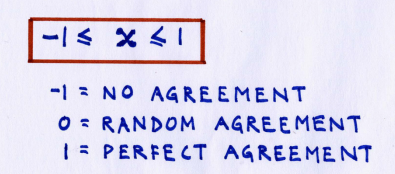 -1 ≤ x ≤ 1
-1 = NO AGREEMENT
0 = RANDOM AGREEMENT
1 = PERFECT AGREEMENT